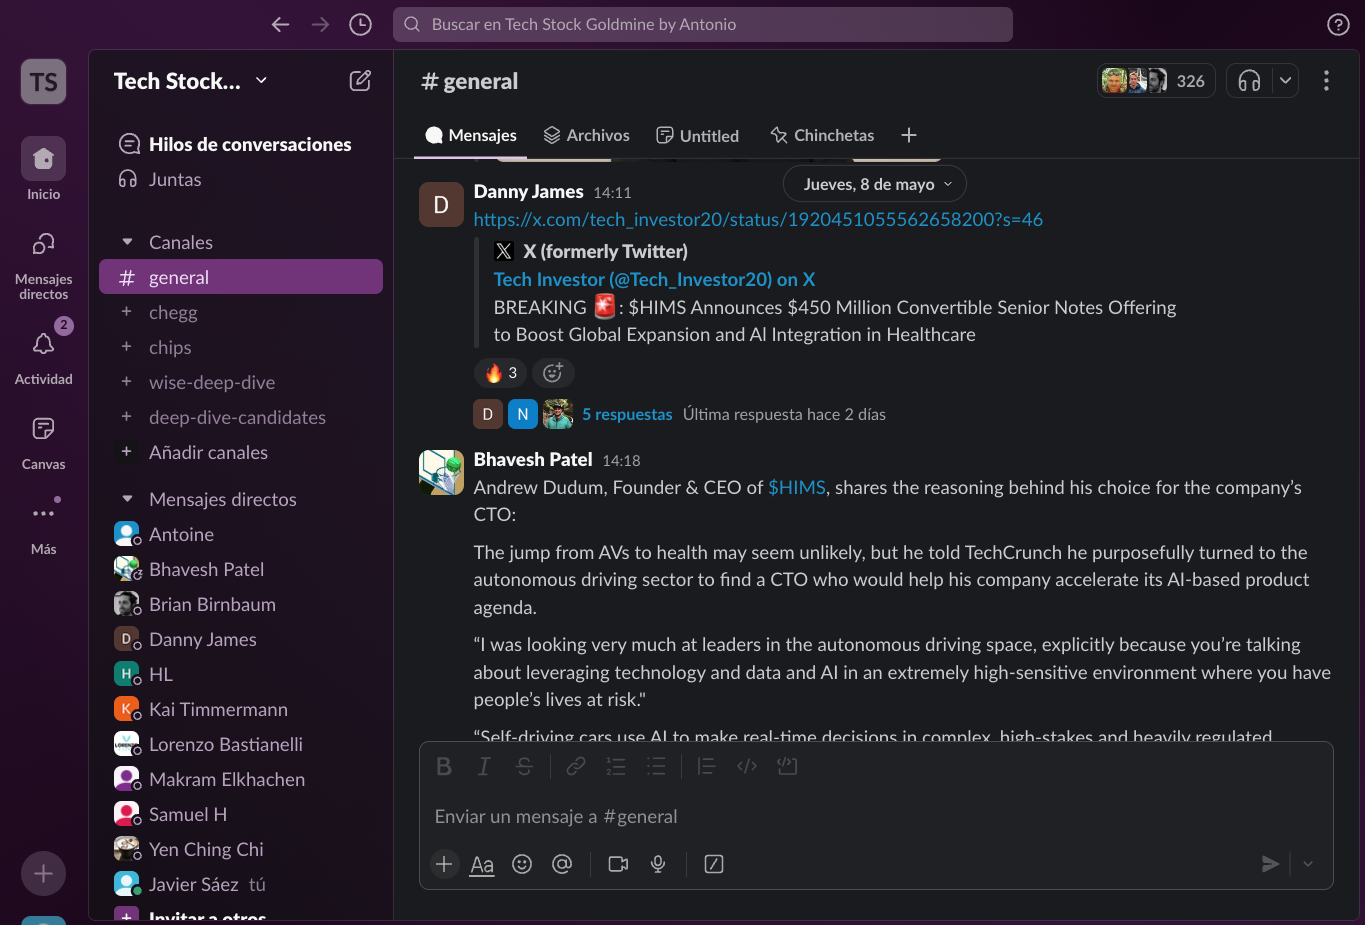 Buscar en Tech Stock Goldmine by Antonio
TS
Inicio
Mensajes
directos
2
Actividad
Canvas
Más
Tech Stock...
Hilos de conversaciones
Juntas
Canales
# general
+ chegg
+ chips
+ wise-deep-dive
+ deep-dive-candidates
+ Añadir canales
Mensajes directos
Antoine
Bhavesh Patel
Brian Birnbaum
D Danny James
H HL
K Kai Timmermann
Lorenzo Bastianelli
Makram Elkhachen
Samuel H
Yen Ching Chi
Javier Sáez tú
+ Invitar a otros
# general
326
Mensajes
Archivos
Untitled
Chinchetas
Jueves, 8 de mayo
D
Danny James 14:11
https://x.com/tech_investor20/status/1920451055562658200?s=46
X (formerly Twitter)
Tech Investor (@Tech_Investor20) on X
BREAKING 🚨: $HIMS Announces $450 Million Convertible Senior Notes Offering
to Boost Global Expansion and AI Integration in Healthcare
🔥 3
D N 5 respuestas Última respuesta hace 2 días
Bhavesh Patel 14:18
Andrew Dudum, Founder & CEO of $HIMS, shares the reasoning behind his choice for the company’s
CTO:
The jump from AVs to health may seem unlikely, but he told TechCrunch he purposefully turned to the
autonomous driving sector to find a CTO who would help his company accelerate its AI-based product
agenda.
“I was looking very much at leaders in the autonomous driving space, explicitly because you’re talking
about leveraging technology and data and AI in an extremely high-sensitive environment where you have
people’s lives at risk."
“Self-driving cars use AI to make real-time decisions in complex, high-stakes and heavily regulated
B I S
Enviar un mensaje a #general
Aa